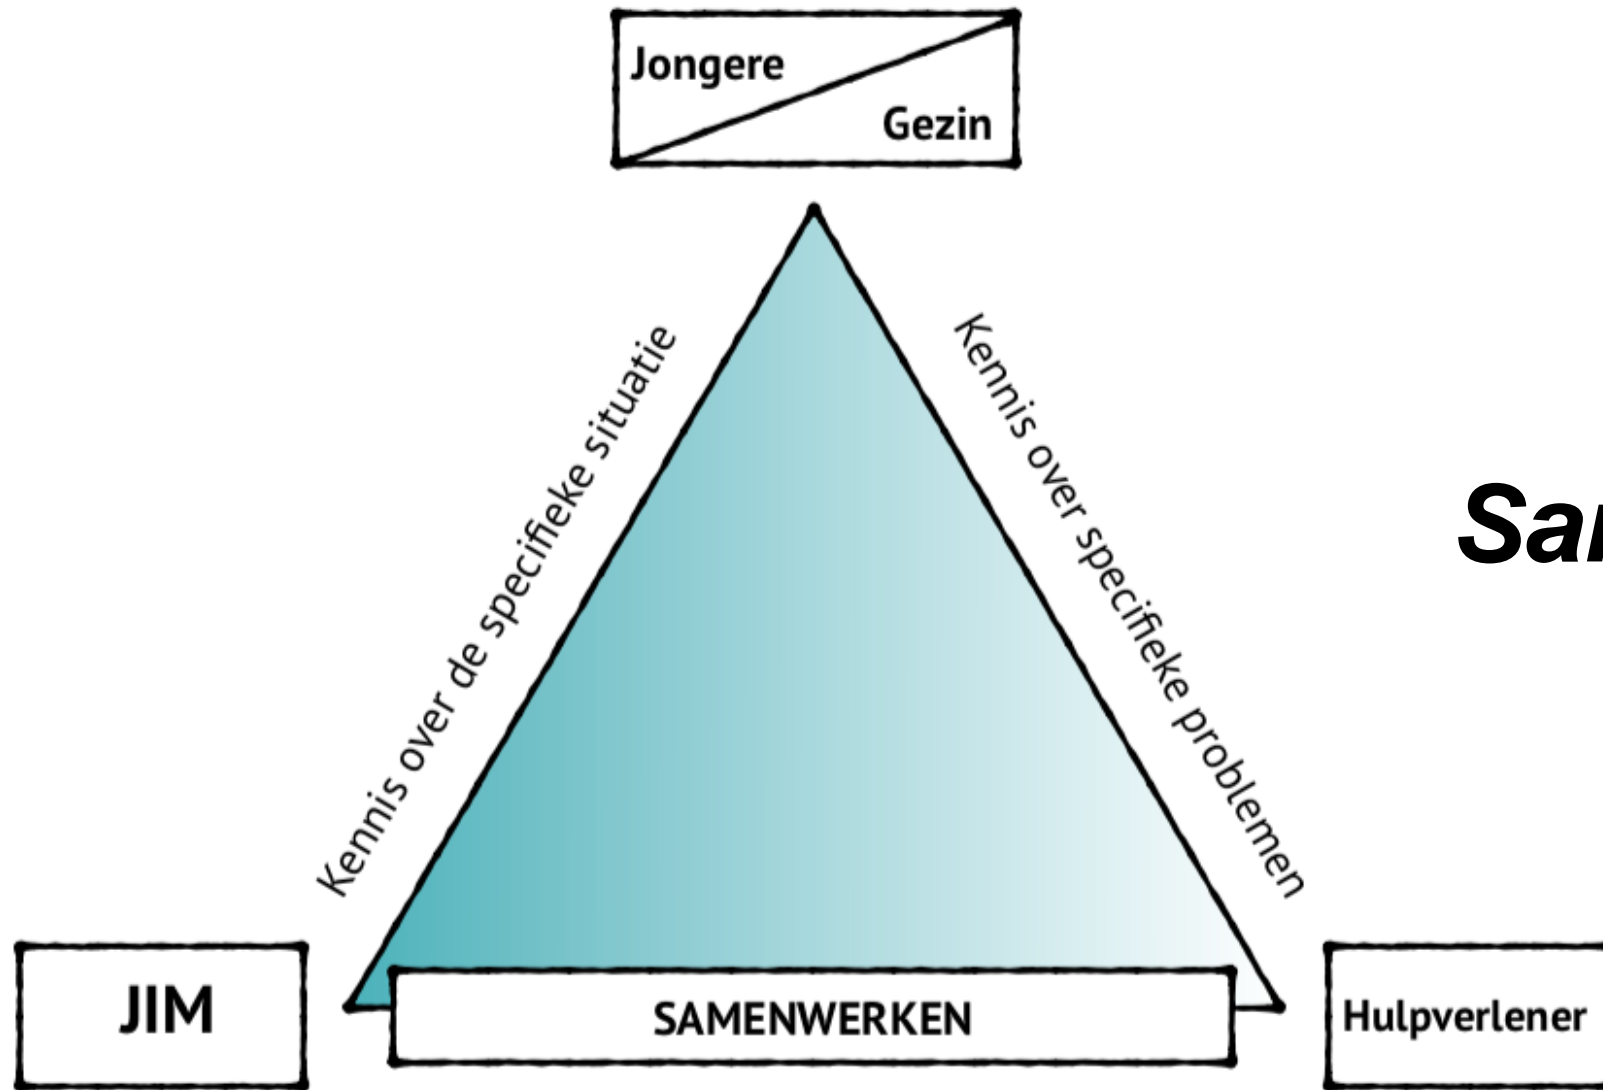 Jongere
Gezin
Kennis over de specifieke situatie
Kennis over specifieke problemen
JIM
SAMENWERKEN
Hulpverlener